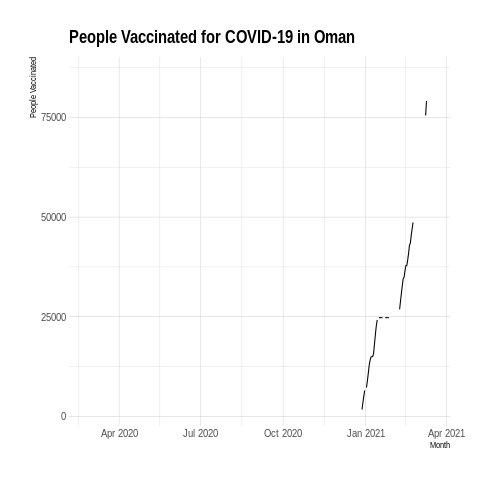 People Vaccinated for COVID-19 in Oman
People Vaccinated
75000
50000
25000
0
Apr 2020 Jul 2020 Oct 2020 Jan 2021 Apr 2021
Month